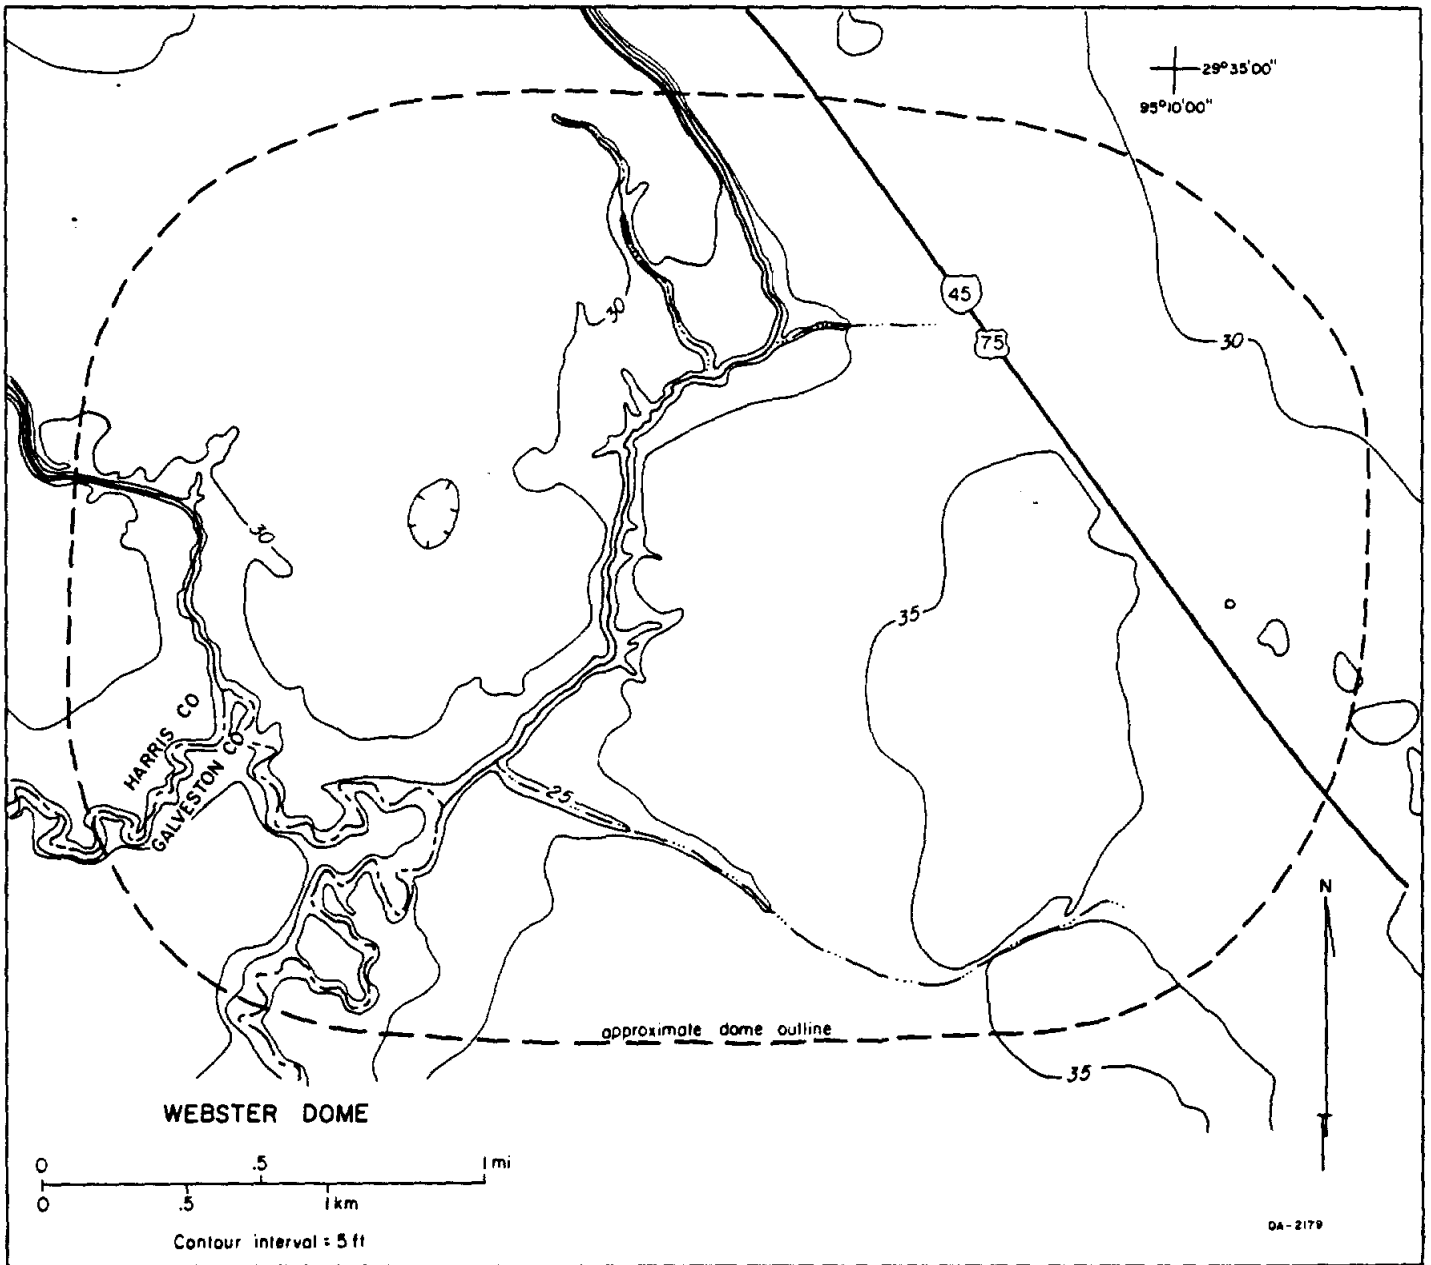 29°35'00"
95°10'00"
45
75
30
30
30
35
HARRIS CO
GALVESTON CO
25
N
approximate dome outline
35
WEBSTER DOME
0 .5 1 mi
0 .5 1 km
Contour interval = 5 ft
DA-2179